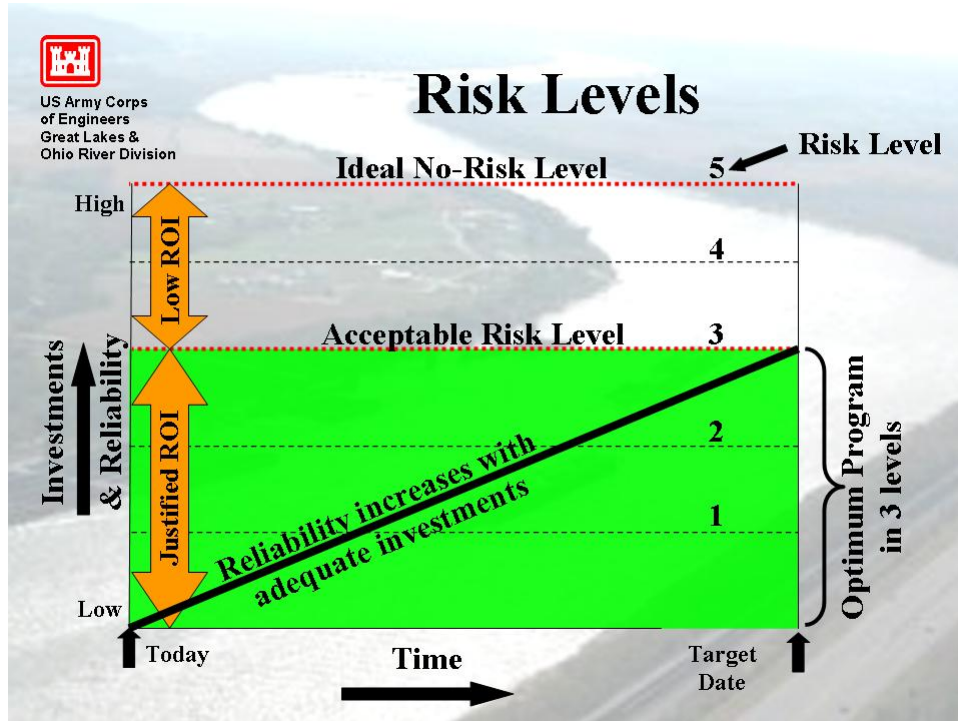 US Army Corps
of Engineers
Great Lakes &
Ohio River Division
Risk Levels
Risk Level
Ideal No-Risk Level
5
High
Low ROI
4
Acceptable Risk Level
3
Investments
& Reliability
Justified ROI
2
Reliability increases with
adequate investments
1
Optimum Program
in 3 levels
Low
Today
Time
Target
Date